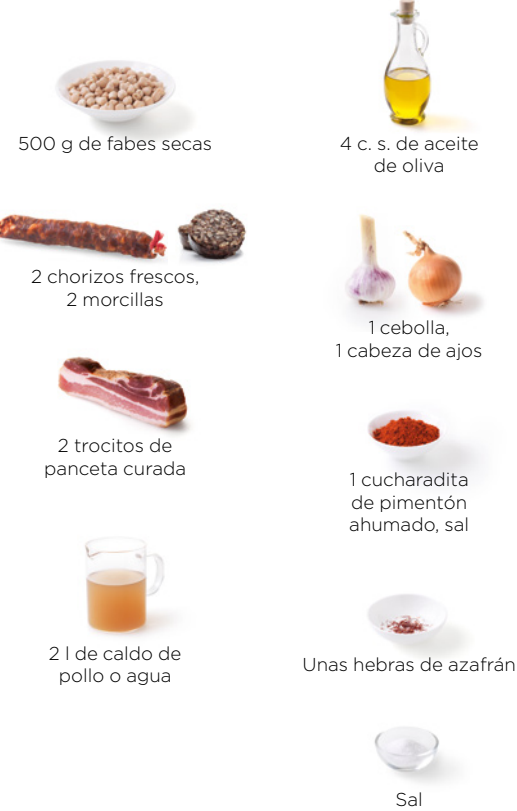 500 g de fabes secas
4 c. s. de aceite
de oliva
2 chorizos frescos,
2 morcillas
1 cebolla,
1 cabeza de ajos
2 trocitos de
panceta curada
1 cucharadita
de pimentón
ahumado, sal
2 l de caldo de
pollo o agua
Unas hebras de azafrán
Sal